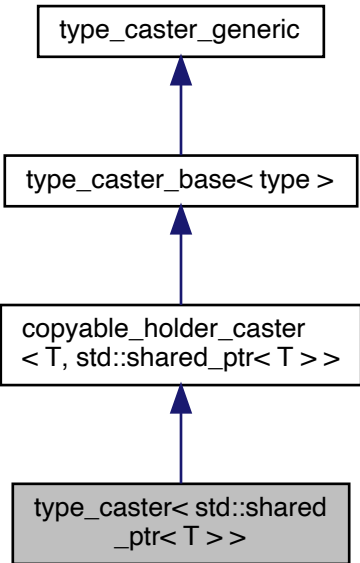 type_caster_generic
type_caster_base< type >
copyable_holder_caster
< T, std::shared_ptr< T > >
type_caster< std::shared
_ptr< T > >